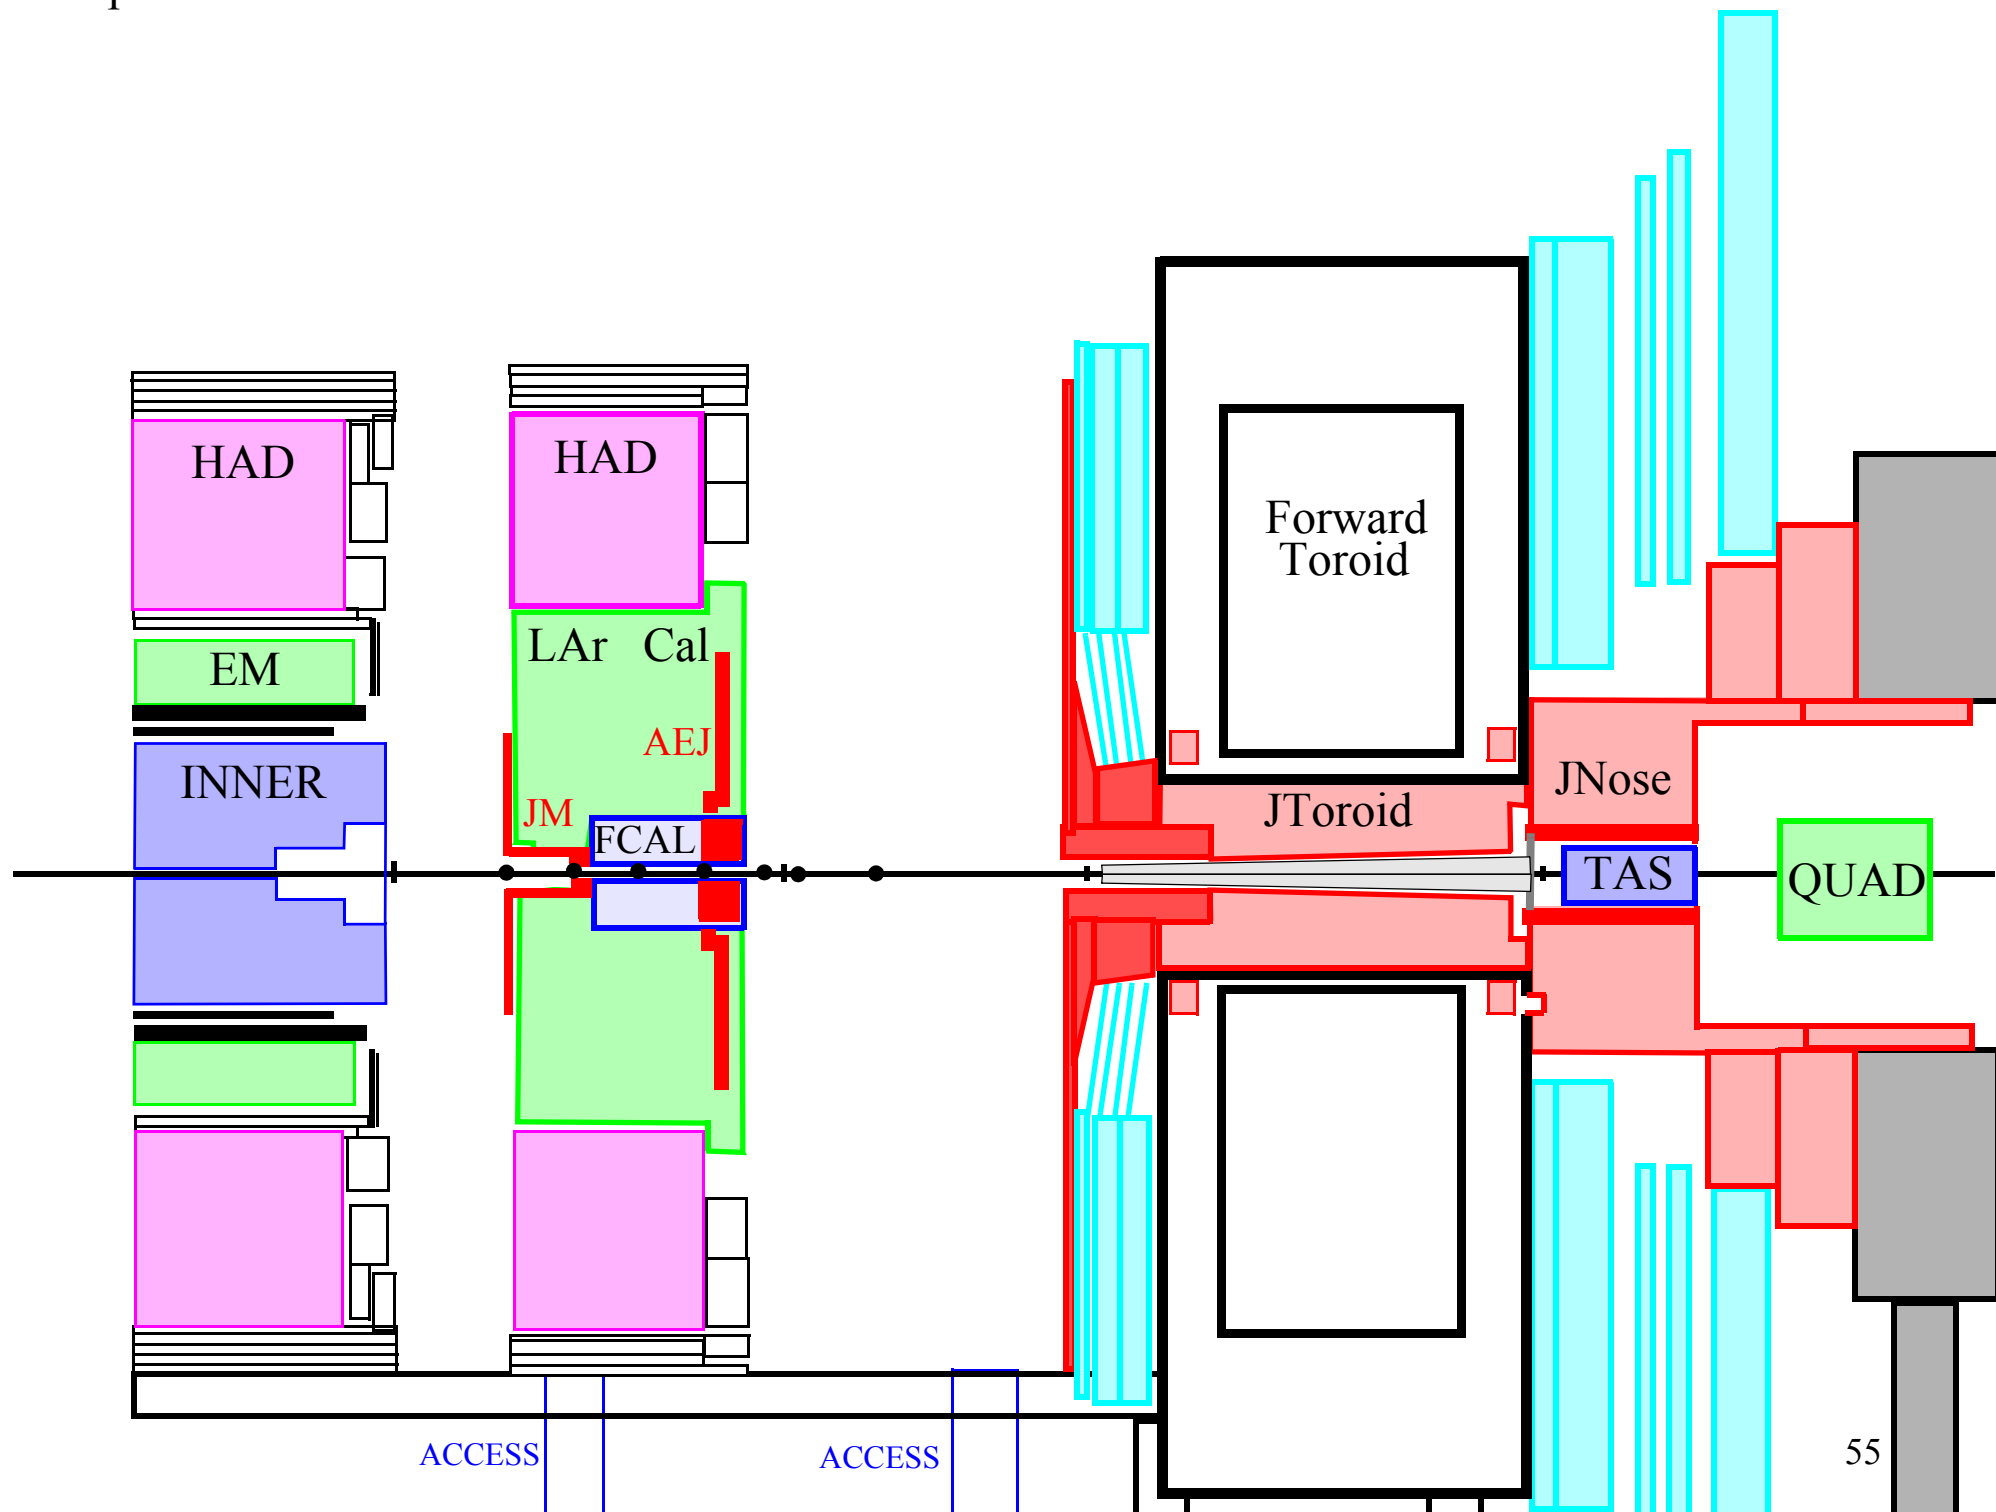 HAD
HAD
Forward
Toroid
LAr Cal
EM
AEJ
INNER
JNose
JM
JToroid
FCAL
TAS
QUAD
ACCESS
ACCESS
55